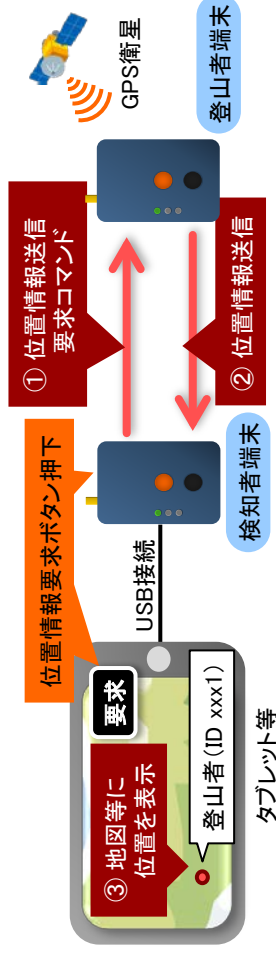 位置情報要求ボタン押下
① 位置情報送信
要求コマンド
GPS衛星
要求
③ 地図等に
位置を表示
登山者(ID xxx1)
タブレット等
USB接続
検知者端末
② 位置情報送信
登山者端末